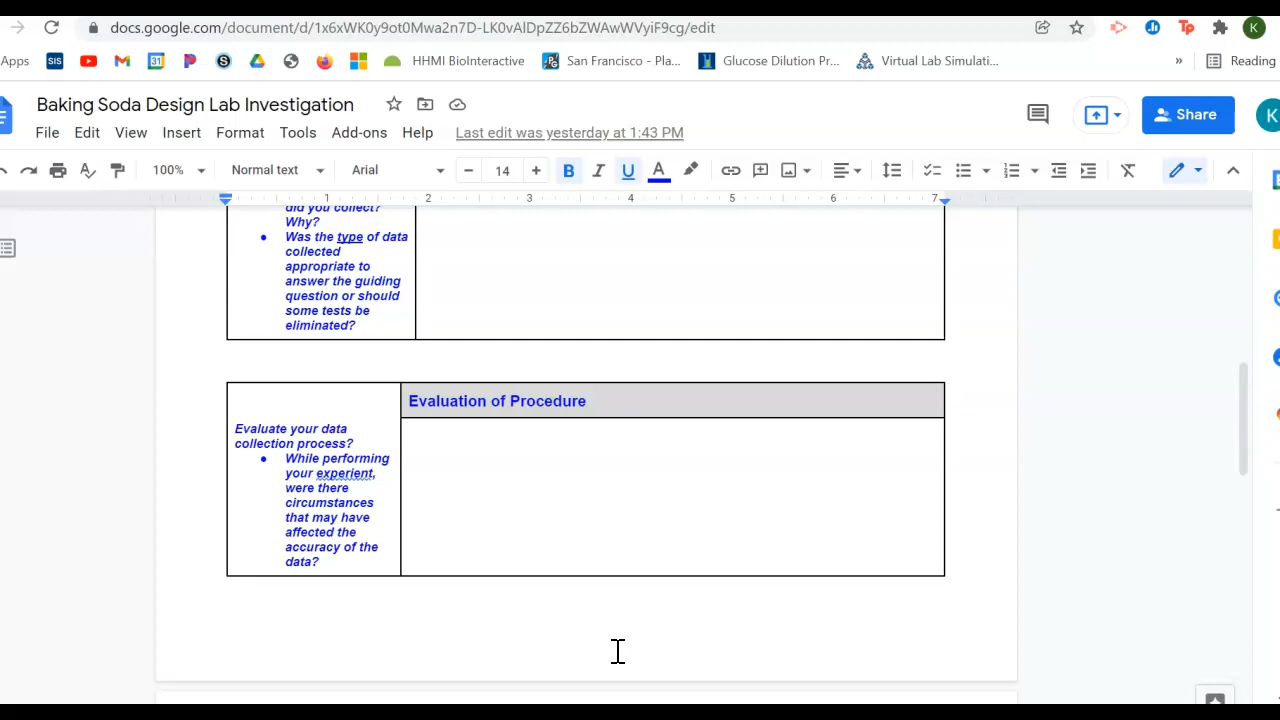 docs.google.com/document/d/1x6xWK0y9ot0Mwa2n7D-LK0vAlDpZZ6bZWAwWVyiF9cg/edit
K
Apps
SIS
31
HHMI BioInteractive
San Francisco - Pla...
Glucose Dilution Pr...
Virtual Lab Simulati...
»
Reading
Baking Soda Design Lab Investigation
File Edit View Insert Format Tools Add-ons Help Last edit was yesterday at 1:43 PM
Share
K
100% Normal text Arial − 14 + B I U A
1 2 3 4 5 6 7
did you collect?
Why?
● Was the type of data
collected
appropriate to
answer the guiding
question or should
some tests be
eliminated?
Evaluation of Procedure
Evaluate your data
collection process?
● While performing
your experient,
were there
circumstances
that may have
affected the
accuracy of the
data?